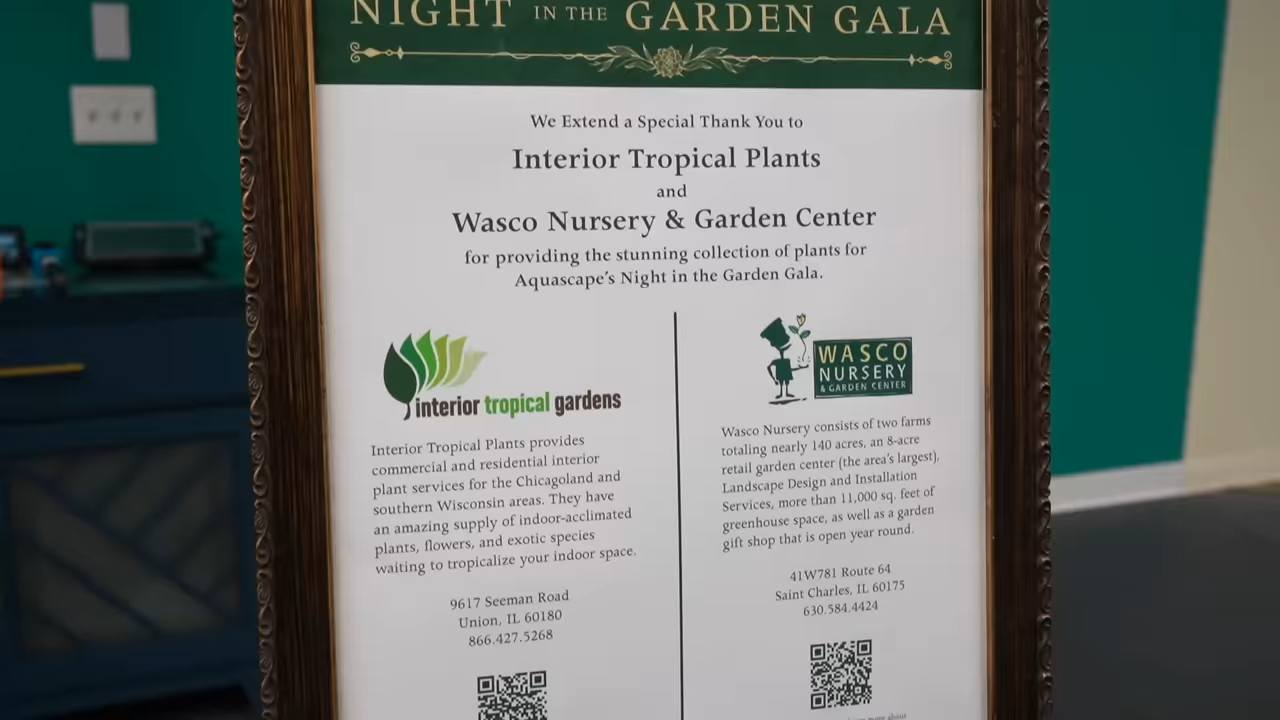 NIGHT IN THE GARDEN GALA
We Extend a Special Thank You to
Interior Tropical Plants
and
Wasco Nursery & Garden Center
for providing the stunning collection of plants for
Aquascape's Night in the Garden Gala.
interior tropical gardens
Interior Tropical Plants provides
commercial and residential interior
plant services for the Chicagoland and
southern Wisconsin areas. They have
an amazing supply of indoor-acclimated
plants, flowers, and exotic species
waiting to tropicalize your indoor space.
9617 Seeman Road
Union, IL 60180
866.427.5268
WASCO
NURSERY
& GARDEN CENTER
Wasco Nursery consists of two farms
totaling nearly 140 acres, an 8-acre
retail garden center (the area's largest),
Landscape Design and Installation
Services, more than 11,000 sq. feet of
greenhouse space, as well as a garden
gift shop that is open year round.
41W781 Route 64
Saint Charles, IL 60175
630.584.4424